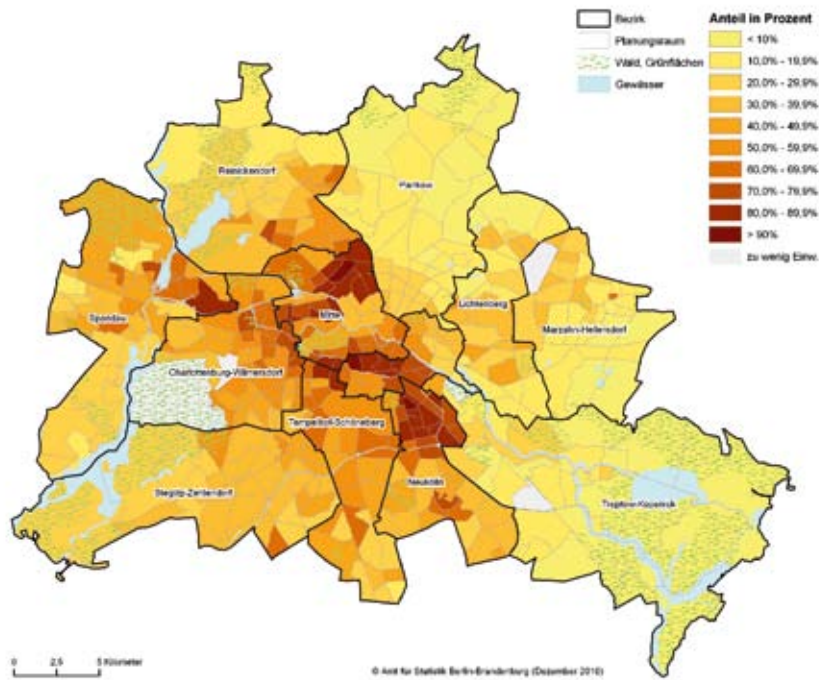 Bezirk
Planungsraum
Wald, Grünflächen
Gewässer
Anteil in Prozent
< 10%
10,0% - 19,9%
20,0% - 29,9%
30,0% - 39,9%
40,0% - 49,9%
50,0% - 59,9%
60,0% - 69,9%
70,0% - 79,9%
80,0% - 89,9%
> 90%
zu wenig Einw.
Reinickendorf
Pankow
Spandau
Mitte
Lichtenberg
Marzahn-Hellersdorf
Charlottenburg-Wilmersdorf
Tempelhof-Schöneberg
Steglitz-Zehlendorf
Neukölln
Treptow-Köpenick
0 2,5 5 Kilometer
© Amt für Statistik Berlin-Brandenburg (Dezember 2010)